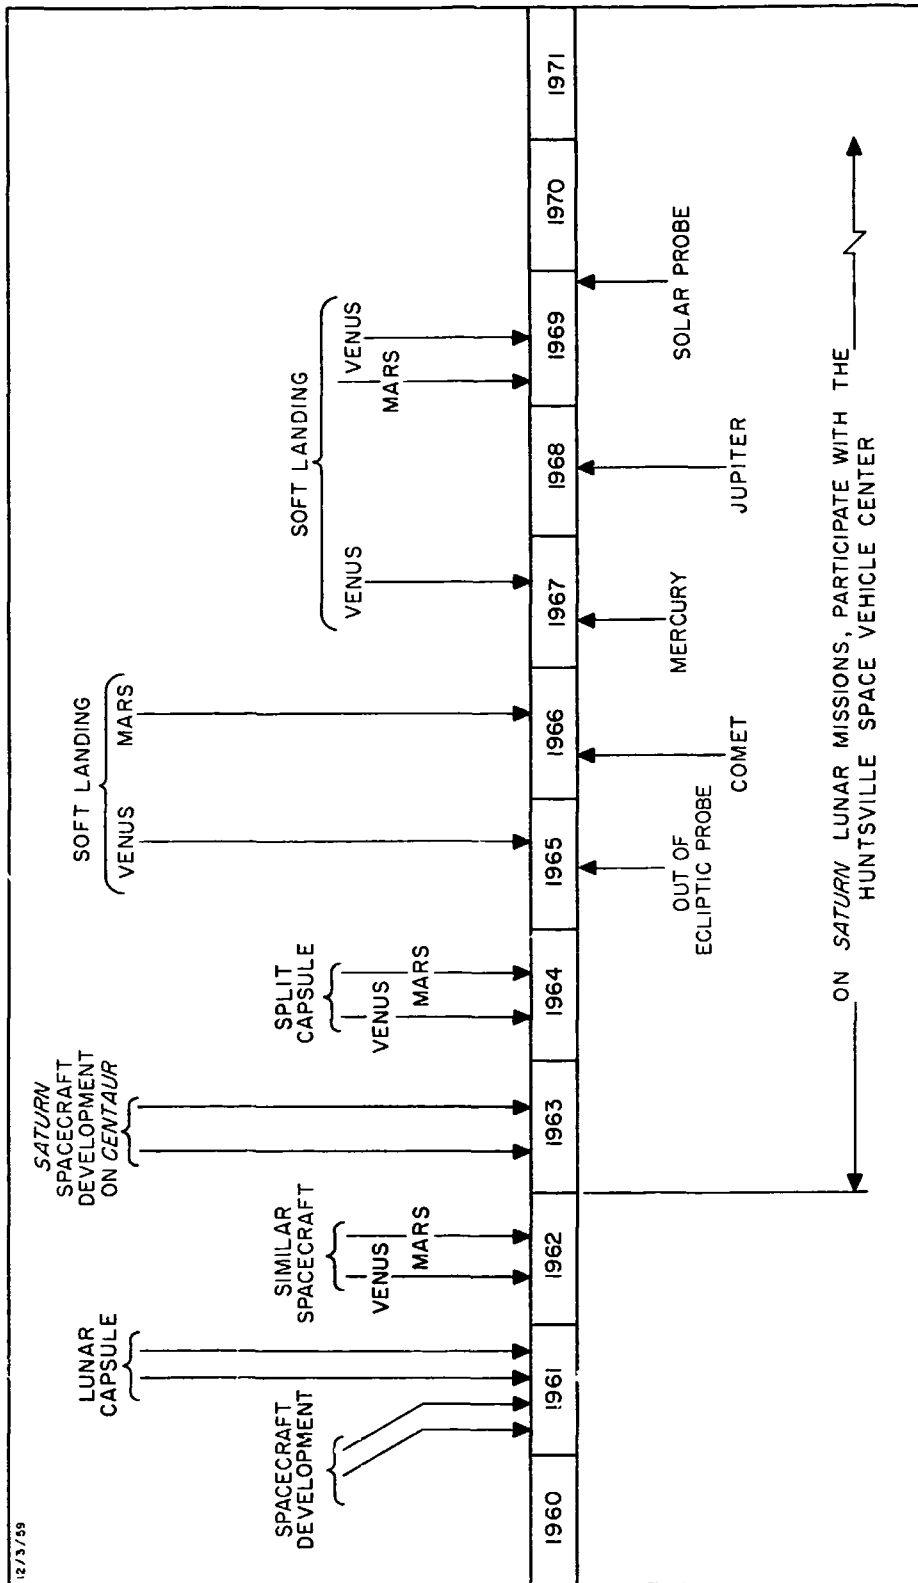 12/3/59
LUNAR
CAPSULE
SATURN
SPACECRAFT
DEVELOPMENT
ON CENTAUR
SOFT LANDING
VENUS
MARS
SPACECRAFT
DEVELOPMENT
SIMILAR
SPACECRAFT
VENUS
MARS
SPLIT
CAPSULE
VENUS
MARS
SOFT LANDING
VENUS
MARS
VENUS
1960
1961
1962
1963
1964
1965
1966
1967
1968
1969
1970
1971
OUT OF
ECLIPTIC PROBE
COMET
MERCURY
JUPITER
SOLAR PROBE
ON SATURN LUNAR MISSIONS, PARTICIPATE WITH THE
HUNTSVILLE SPACE VEHICLE CENTER